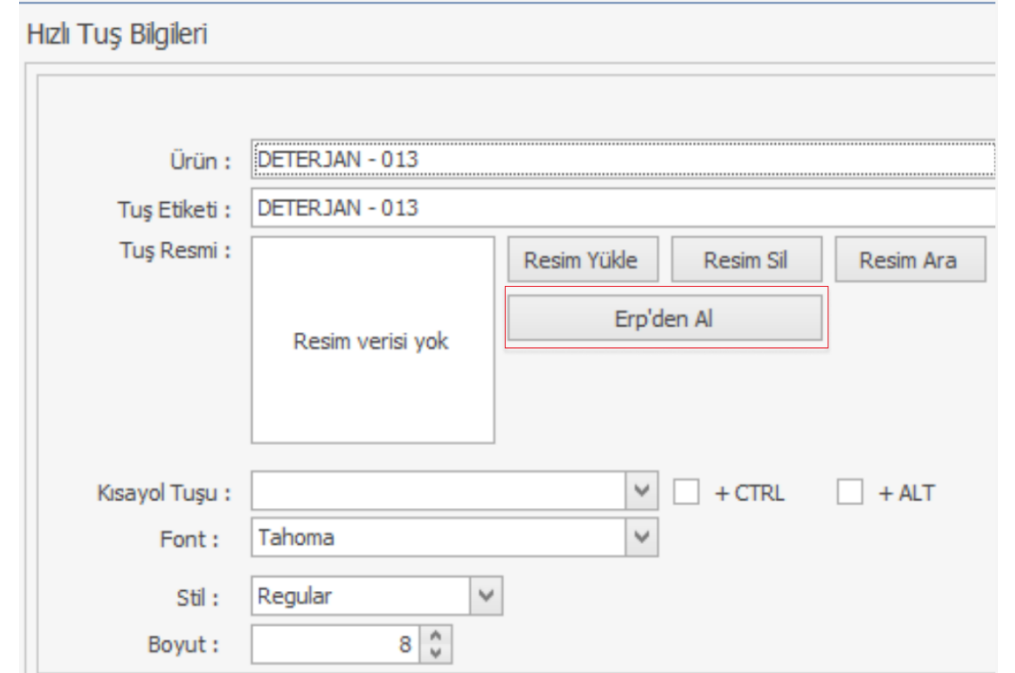 Hızlı Tuş Bilgileri
Ürün : DETERJAN - 013
Tuş Etiketi : DETERJAN - 013
Tuş Resmi : Resim Yükle Resim Sil Resim Ara
Erp'den Al
Resim verisi yok
Kısayol Tuşu : + CTRL + ALT
Font : Tahoma
Stil : Regular
Boyut : 8